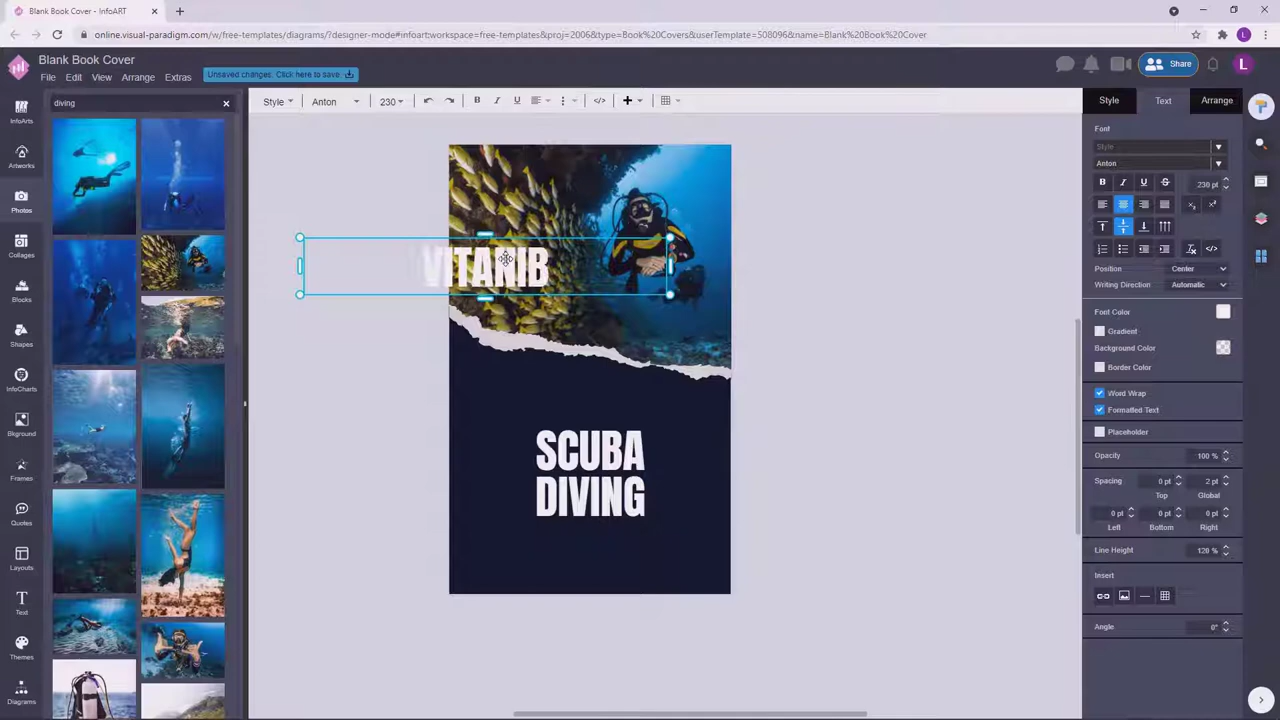 Blank Book Cover - InfoART
online.visual-paradigm.com/w/free-templates/diagrams/?designer-mode#infoart;workspace=free-templates&proj=2006&type=Book%20Covers&userTemplate=508096&name=Blank%20Book%20Cover
L
Blank Book Cover
File Edit View Arrange Extras
Unsaved changes. Click here to save.
Share
L
InfoArts
Artworks
Photos
Charts
Blocks
Shapes
InfoCharts
Bkground
Frames
Quotes
Layouts
Text
Themes
Diagrams
diving
Style Anton 230 B I U
VITANIB
SCUBA
DIVING
Style Text Arrange
Font
Style
Anton
B I U S 230 pt
Position Center
Writing Direction Automatic
Font Color
Gradient
Background Color
Border Color
Word Wrap
Formatted Text
Placeholder
Opacity 100 %
Spacing 0 pt 2 pt
Top Global
0 pt 0 pt 0 pt
Left Bottom Right
Line Height 120 %
Insert
Angle 0°